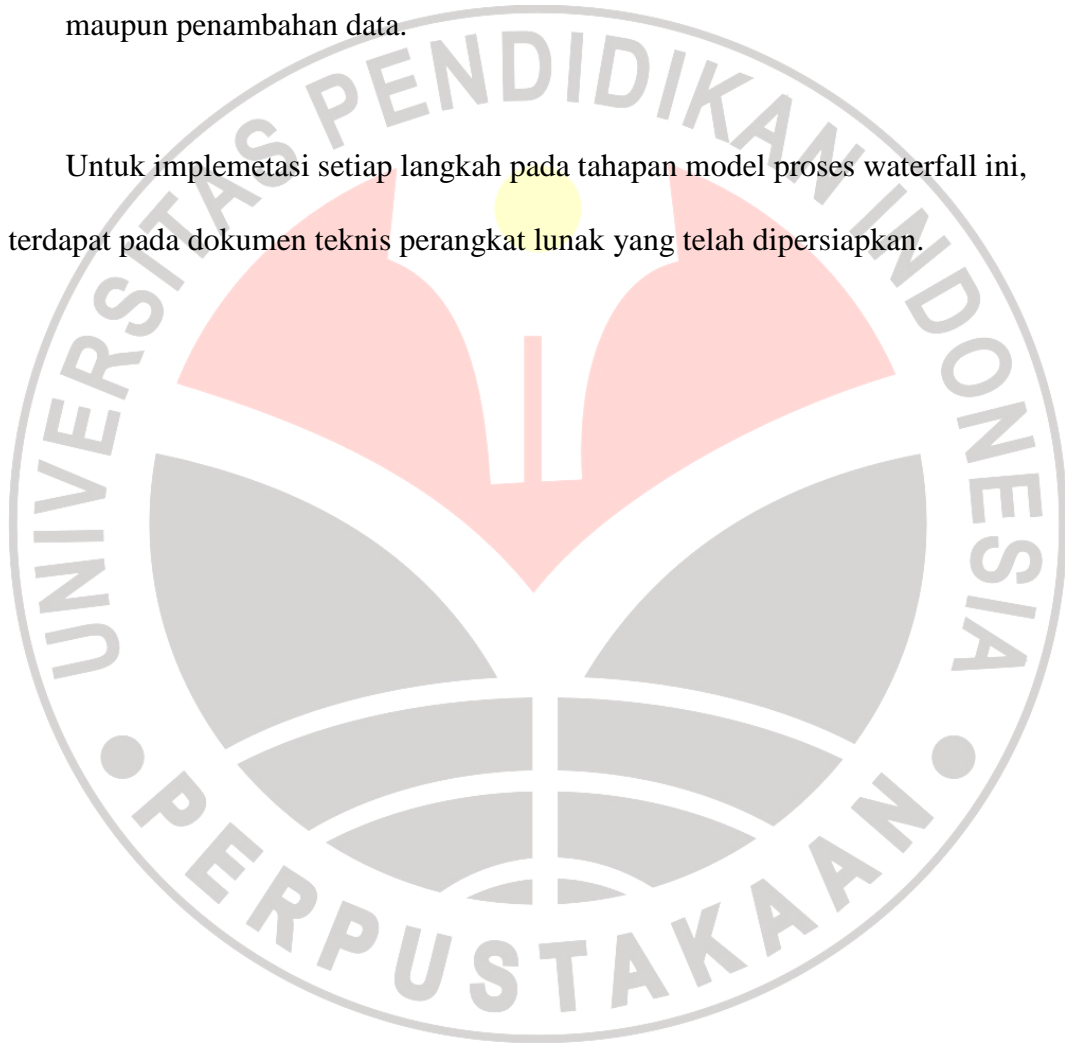 maupun penambahan data.
Untuk implemetasi setiap langkah pada tahapan model proses waterfall ini,
terdapat pada dokumen teknis perangkat lunak yang telah dipersiapkan.
UNIVERSITAS PENDIDIKAN INDONESIA
PERPUSTAKAAN